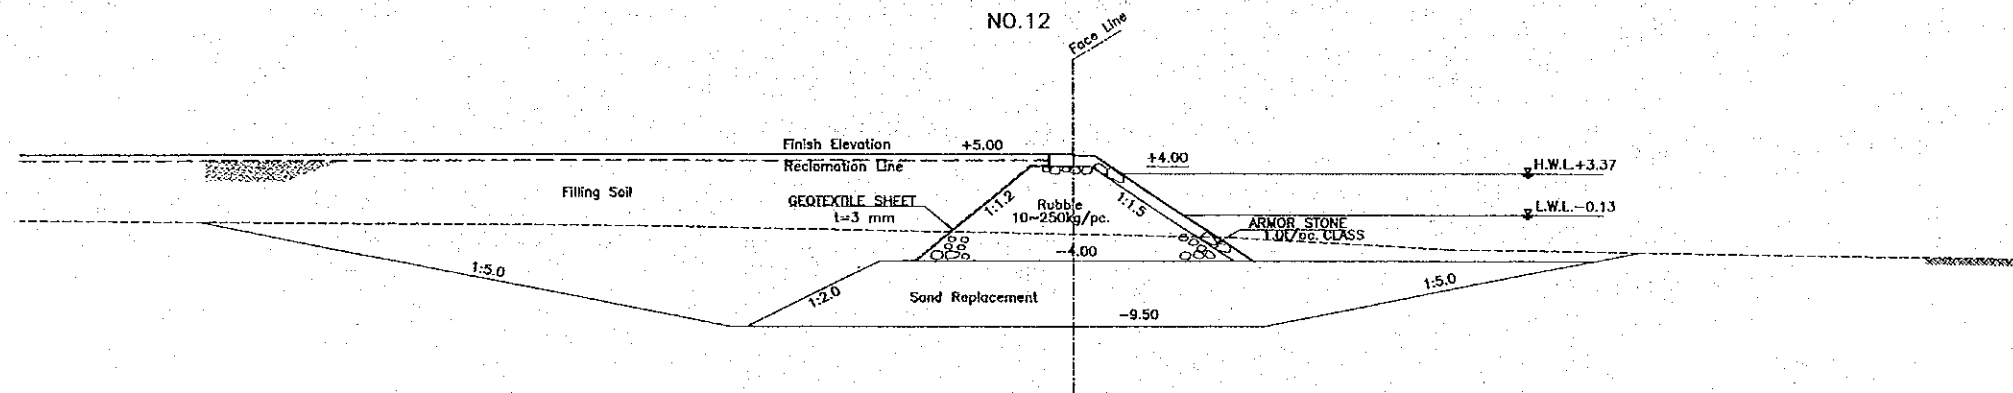 NO.12
Face Line
Finish Elevation
+5.00
Reclamation Line
+4.00
H.W.L.+3.37
Filling Soil
GEOTEXTILE SHEET
t=3 mm
1:1.2
Rubble
10~250kg/pc.
1:1.5
L.W.L.-0.13
ARMOR STONE
CLASS
-4.00
1:5.0
1:2.0
Sand Replacement
1:5.0
-9.50